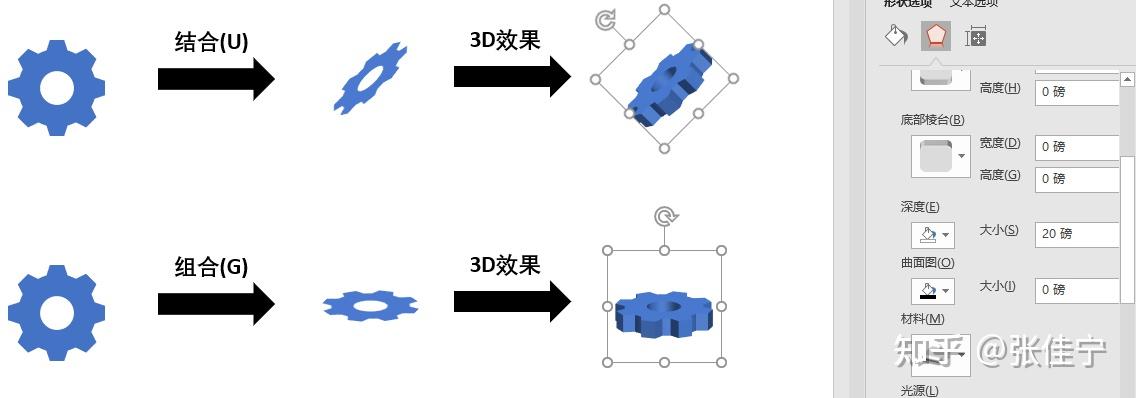 结合(U)
3D效果
组合(G)
3D效果
形状选项 文本选项
高度(H) 0 磅
底部棱台(B)
宽度(D) 0 磅
高度(G) 0 磅
深度(E)
大小(S) 20 磅
曲面图(O)
大小(I) 0 磅
材料(M)
光源(L)
知乎 @张佳宁